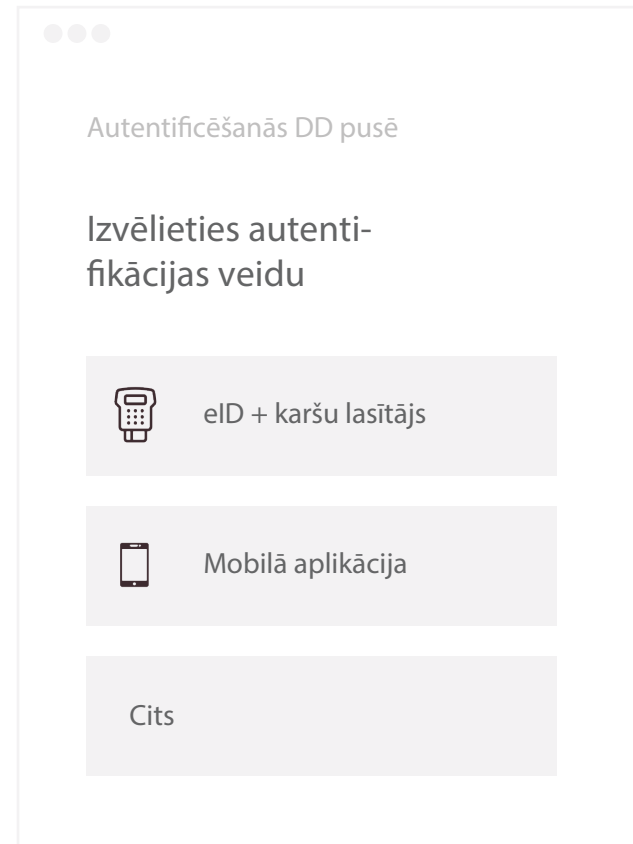 Autentificēšanās DD pusē
Izvēlieties autenti-
fikācijas veidu
eID + karšu lasītājs
Mobilā aplikācija
Cits